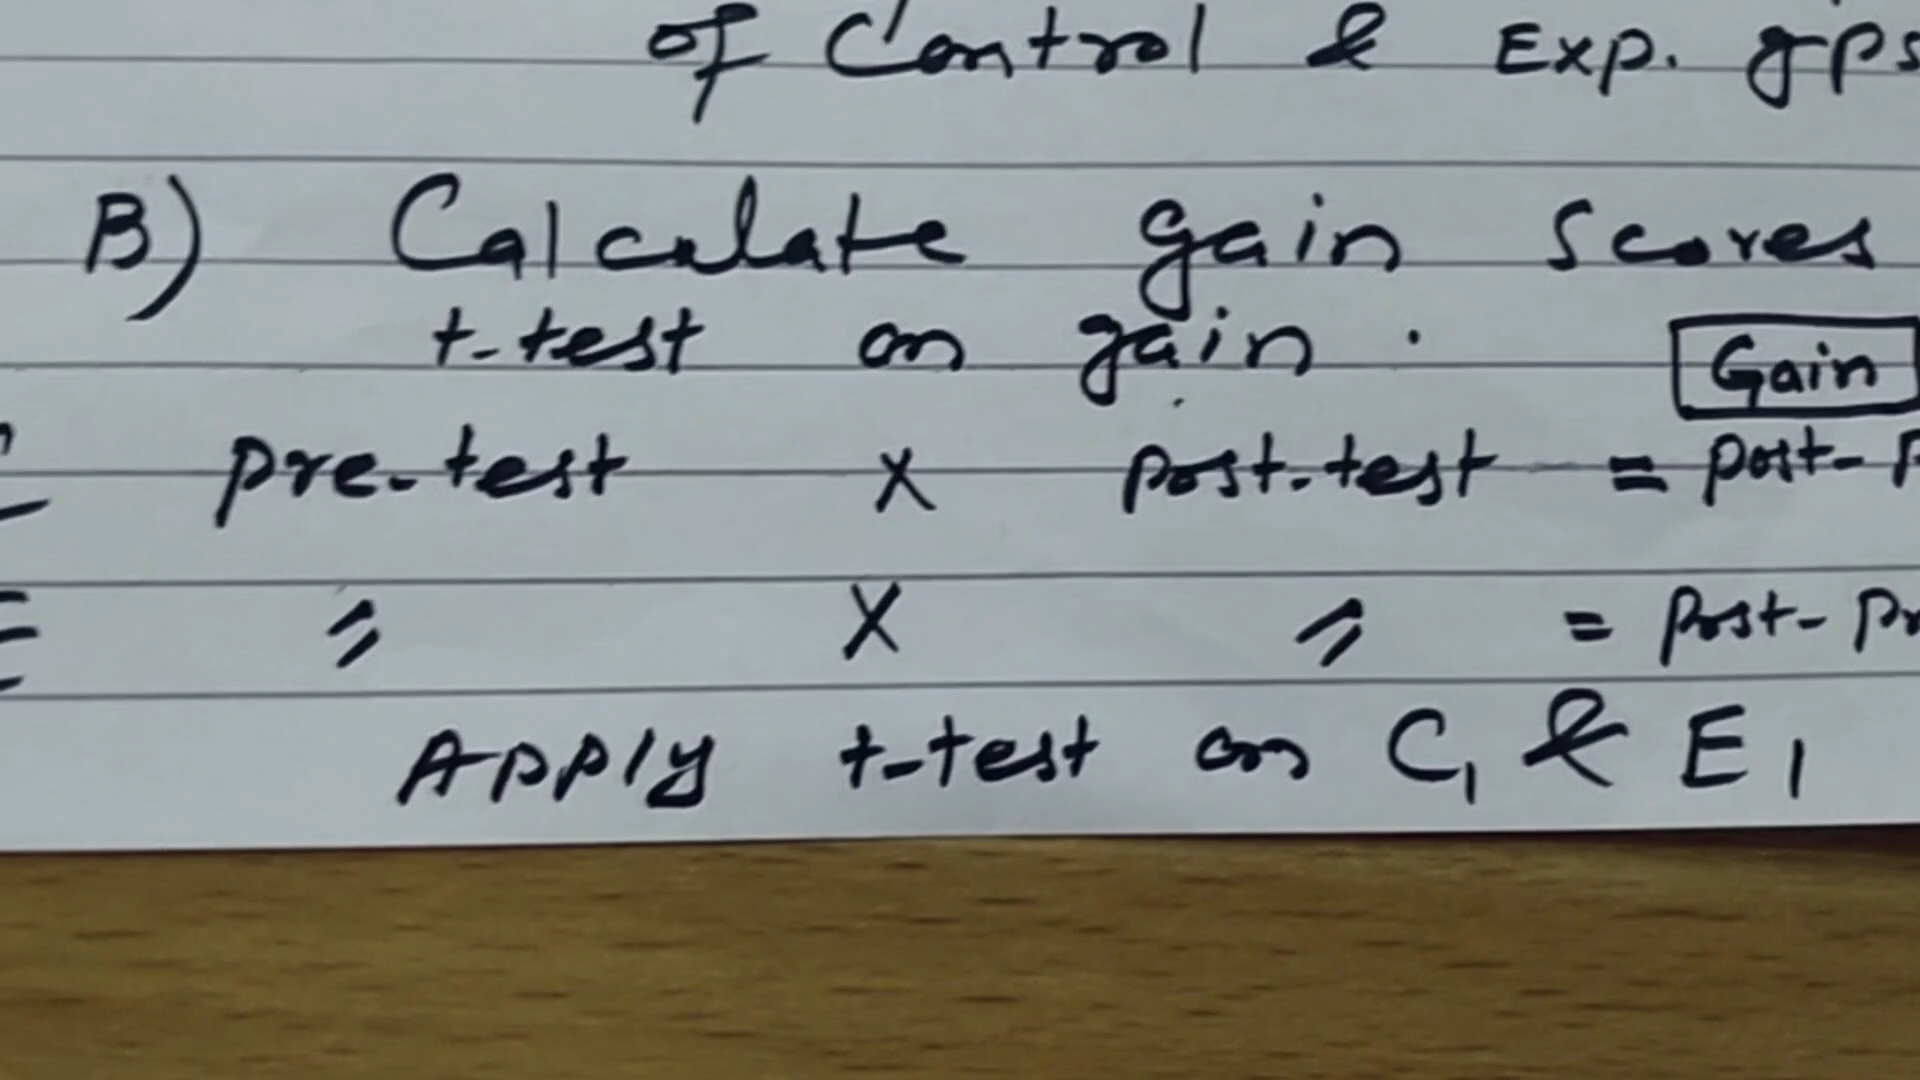 of Control & Exp. gps
B) Calculate gain scores
t-test on gain.
Gain
C pre-test X post-test = post-
E 〃 X 〃 = post-
Apply t-test on C1 & E1